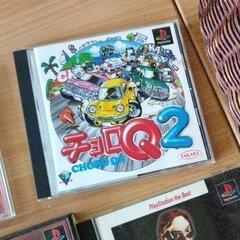 チョロQ2
CHORO Q2
TAKARA
PlayStation the Best